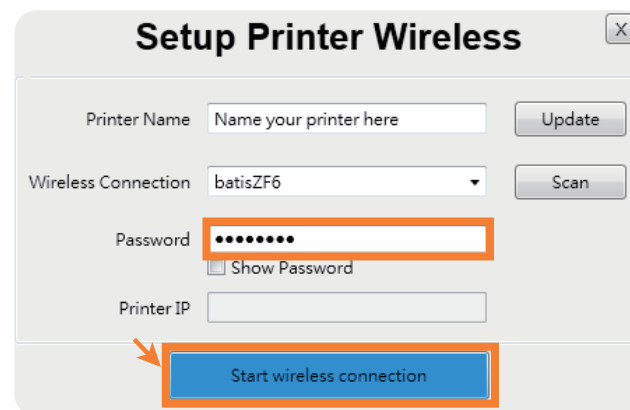 Setup Printer Wireless
X
Printer Name Name your printer here Update
Wireless Connection batisZF6 Scan
Password ●●●●●●●●
Show Password
Printer IP
Start wireless connection